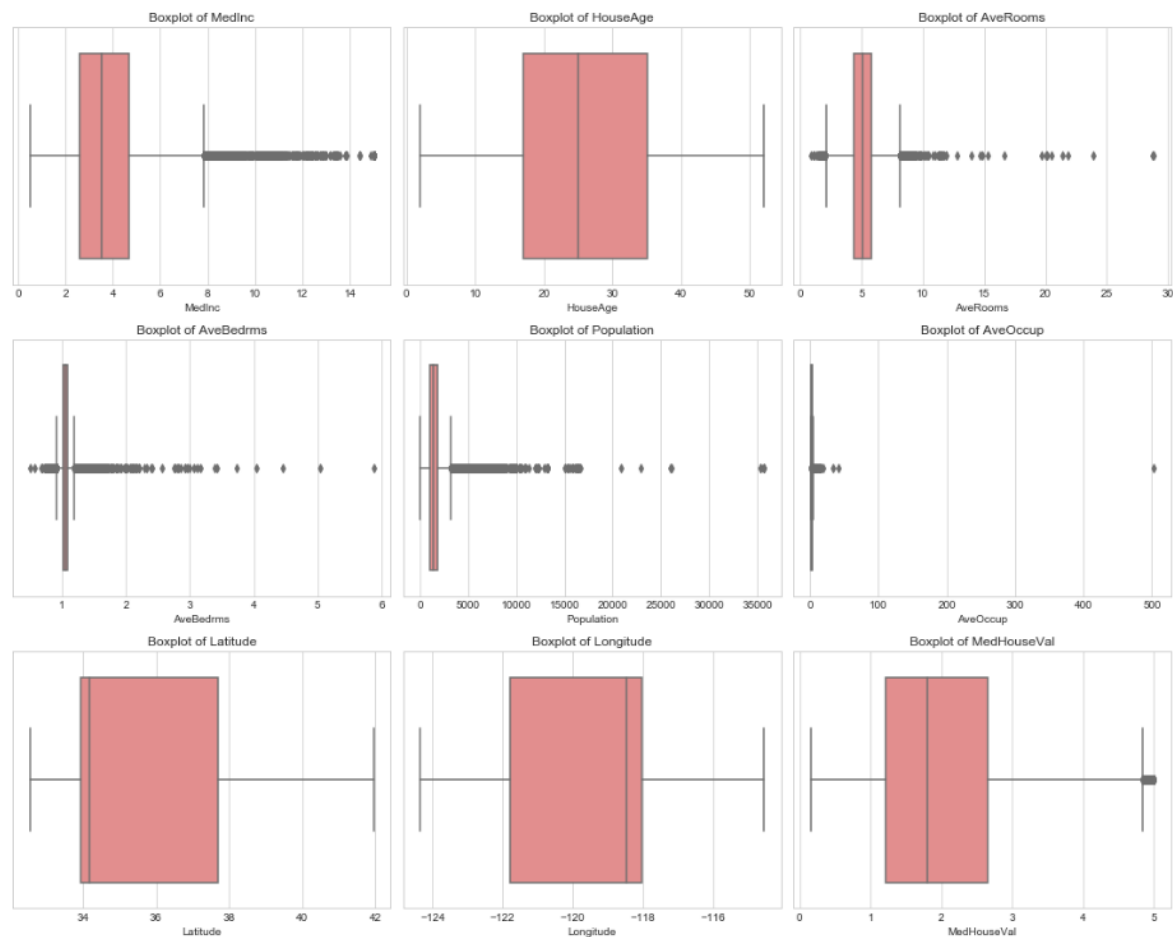 Boxplot of MedInc
0 2 4 6 8 10 12 14
MedInc
Boxplot of HouseAge
0 10 20 30 40 50
HouseAge
Boxplot of AveRooms
0 5 10 15 20 25 30
AveRooms
Boxplot of AveBedrms
1 2 3 4 5 6
AveBedrms
Boxplot of Population
0 5000 10000 15000 20000 25000 30000 35000
Population
Boxplot of AveOccup
0 100 200 300 400 500
AveOccup
Boxplot of Latitude
34 36 38 40 42
Latitude
Boxplot of Longitude
−124 −122 −120 −118 −116
Longitude
Boxplot of MedHouseVal
0 1 2 3 4 5
MedHouseVal